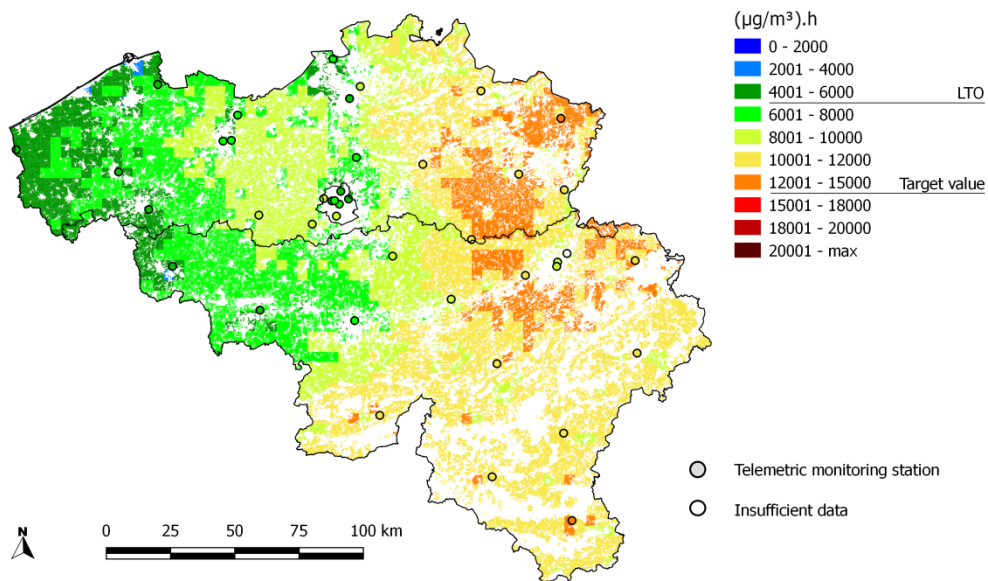 (µg/m³).h
0 - 2000
2001 - 4000
4001 - 6000
LTO
6001 - 8000
8001 - 10000
10001 - 12000
12001 - 15000
Target value
15001 - 18000
18001 - 20000
20001 - max
Telemetric monitoring station
Insufficient data
N
0 25 50 75 100 km